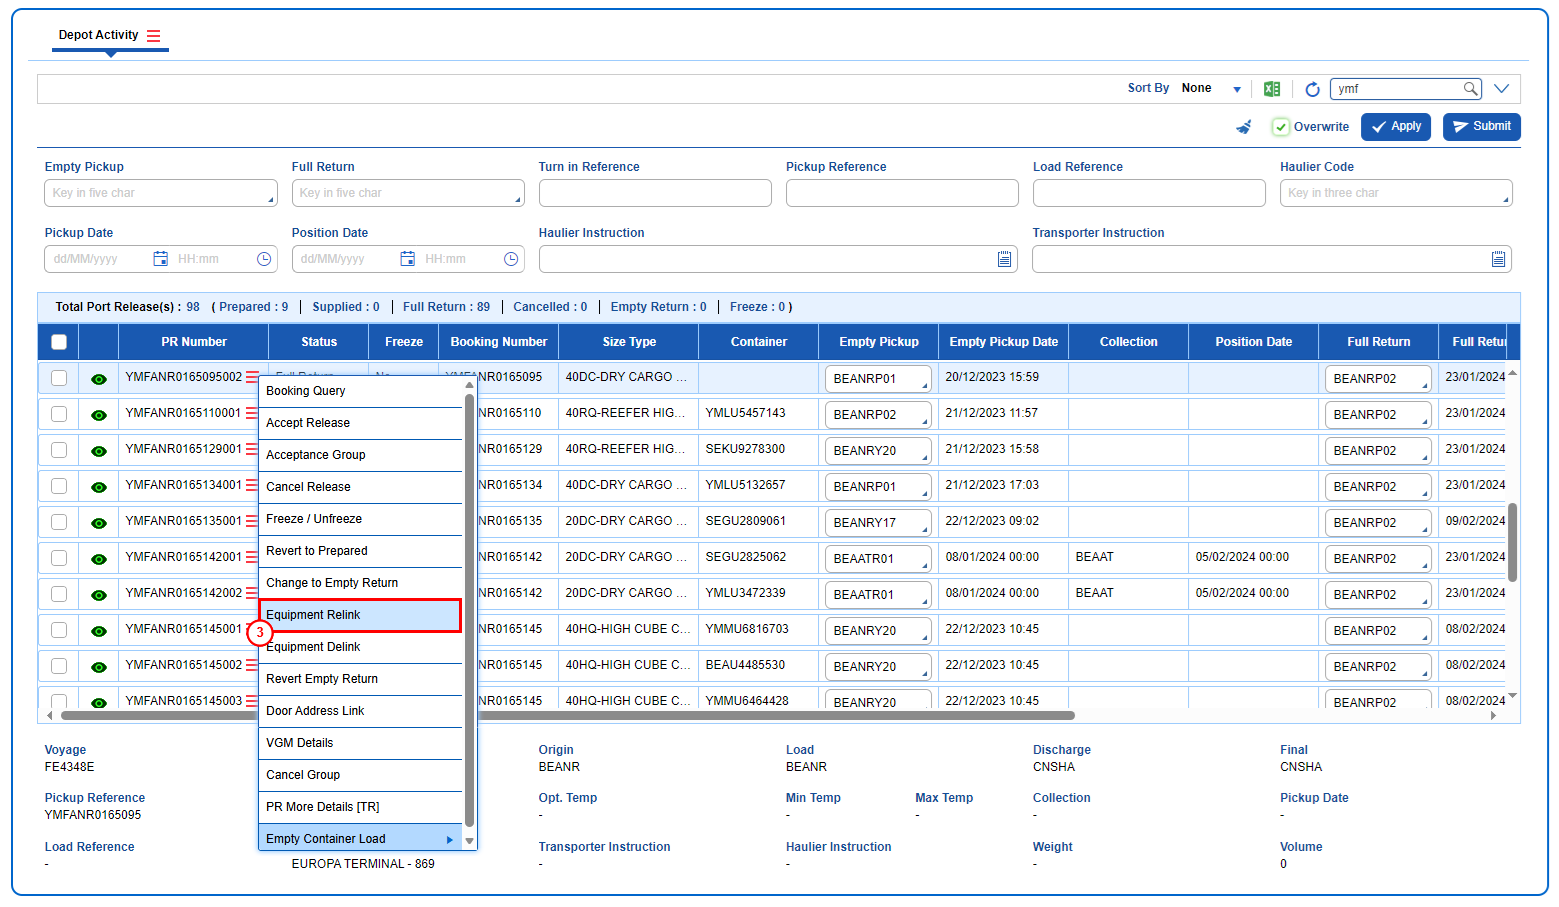 Depot Activity
Sort By None ymf
Overwrite Apply Submit
Empty Pickup Full Return Turn in Reference Pickup Reference Load Reference Haulier Code
Key in five char Key in five char Key in three char
Pickup Date Position Date Haulier Instruction Transporter Instruction
dd/MM/yyyy HH:mm dd/MM/yyyy HH:mm
Total Port Release(s) : 98 ( Prepared : 9 | Supplied : 0 | Full Return : 89 | Cancelled : 0 | Empty Return : 0 | Freeze : 0 )
PR Number Status Freeze Booking Number Size Type Container Empty Pickup Empty Pickup Date Collection Position Date Full Return Full Retur
YMFANR0165095002 Full Return No YMFANR0165095 40DC-DRY CARGO ... BEANRP01 20/12/2023 15:59 BEANRP02 23/01/2024
Booking Query
YMFANR0165110001 NR0165110 40RQ-REEFER HIG... YMLU5457143 BEANRP02 21/12/2023 11:57 BEANRP02 23/01/2024
Accept Release
YMFANR0165129001 NR0165129 40RQ-REEFER HIG... SEKU9278300 BEANRY20 21/12/2023 15:58 BEANRP02 23/01/2024
Acceptance Group
YMFANR0165134001 NR0165134 40DC-DRY CARGO ... YMLU5132657 BEANRP01 21/12/2023 17:03 BEANRP02 23/01/2024
Cancel Release
YMFANR0165135001 NR0165135 20DC-DRY CARGO ... SEGU2809061 BEANRY17 22/12/2023 09:02 BEANRP02 09/02/2024
Freeze / Unfreeze
YMFANR0165142001 NR0165142 20DC-DRY CARGO ... SEGU2825062 BEAATR01 08/01/2024 00:00 BEAAT 05/02/2024 00:00 BEANRP02 23/01/2024
Revert to Prepared
Change to Empty Return
YMFANR0165142002 NR0165142 20DC-DRY CARGO ... YMLU3472339 BEAATR01 08/01/2024 00:00 BEAAT 05/02/2024 00:00 BEANRP02 23/01/2024
Equipment Relink
YMFANR0165145001 3 NR0165145 40HQ-HIGH CUBE C... YMMU6816703 BEANRY20 22/12/2023 10:45 BEANRP02 08/02/2024
Equipment Delink
YMFANR0165145002 NR0165145 40HQ-HIGH CUBE C... BEAU4485530 BEANRY20 22/12/2023 10:45 BEANRP02 08/02/2024
Revert Empty Return
YMFANR0165145003 NR0165145 40HQ-HIGH CUBE C... YMMU6464428 BEANRY20 22/12/2023 10:45 BEANRP02 08/02/2024
Door Address Link
VGM Details
Cancel Group
PR More Details [TR]
Empty Container Load
Voyage Origin Load Discharge Final
FE4348E BEANR BEANR CNSHA CNSHA
Pickup Reference Opt. Temp Min Temp Max Temp Collection Pickup Date
YMFANR0165095 - - - - -
Load Reference Transporter Instruction Haulier Instruction Weight Volume
- EUROPA TERMINAL - 869 - - - 0